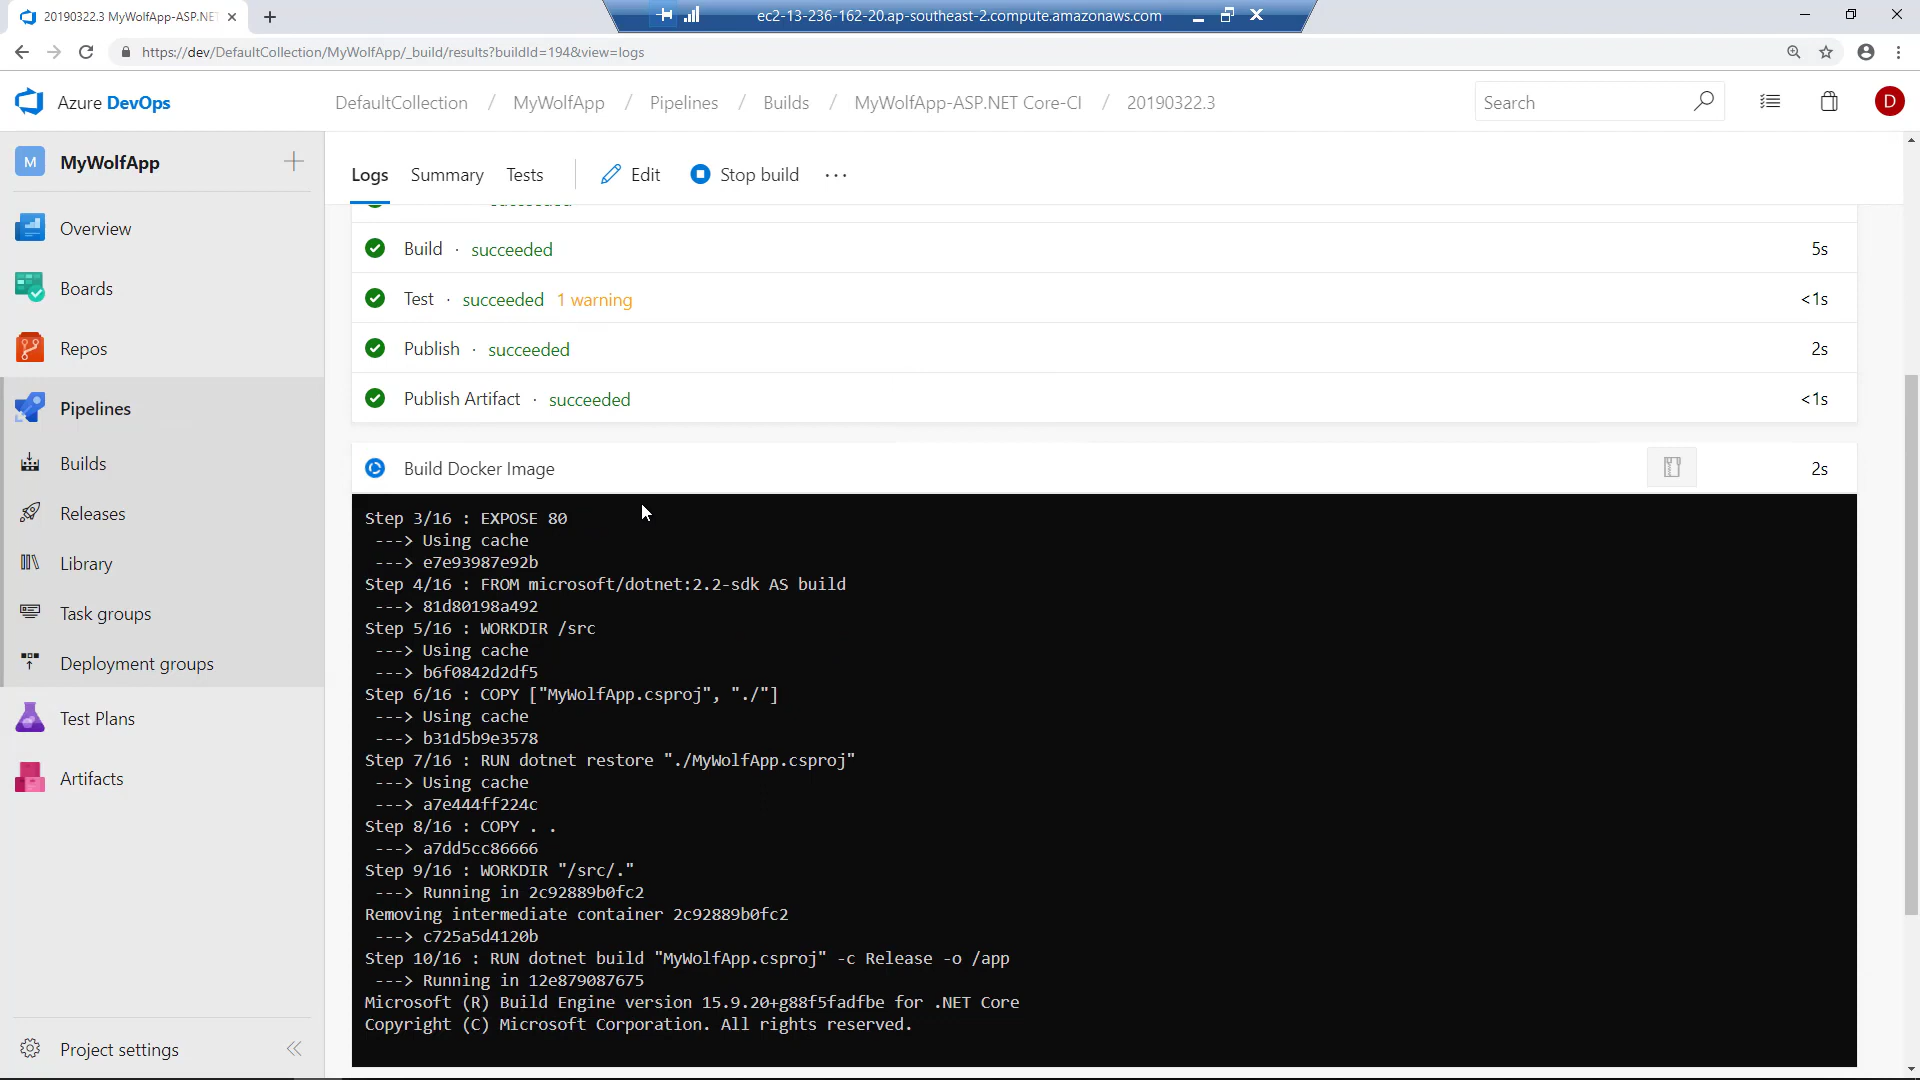 20190322.3 MyWolfApp-ASP.NET
ec2-13-236-162-20.ap-southeast-2.compute.amazonaws.com
https://dev/DefaultCollection/MyWolfApp/_build/results?buildId=194&view=logs
Azure DevOps
DefaultCollection / MyWolfApp / Pipelines / Builds / MyWolfApp-ASP.NET Core-CI / 20190322.3
Search
D
M MyWolfApp
Overview
Boards
Repos
Pipelines
Builds
Releases
Library
Task groups
Deployment groups
Test Plans
Artifacts
Project settings
Logs Summary Tests Edit Stop build ...
succeeded
Build · succeeded 5s
Test · succeeded 1 warning <1s
Publish · succeeded 2s
Publish Artifact · succeeded <1s
Build Docker Image 2s
Step 3/16 : EXPOSE 80
---> Using cache
---> e7e93987e92b
Step 4/16 : FROM microsoft/dotnet:2.2-sdk AS build
---> 81d80198a492
Step 5/16 : WORKDIR /src
---> Using cache
---> b6f0842d2df5
Step 6/16 : COPY ["MyWolfApp.csproj", "./"]
---> Using cache
---> b31d5b9e3578
Step 7/16 : RUN dotnet restore "./MyWolfApp.csproj"
---> Using cache
---> a7e444ff224c
Step 8/16 : COPY . .
---> a7dd5cc86666
Step 9/16 : WORKDIR "/src/."
---> Running in 2c92889b0fc2
Removing intermediate container 2c92889b0fc2
---> c725a5d4120b
Step 10/16 : RUN dotnet build "MyWolfApp.csproj" -c Release -o /app
---> Running in 12e879087675
Microsoft (R) Build Engine version 15.9.20+g88f5fadfbe for .NET Core
Copyright (C) Microsoft Corporation. All rights reserved.